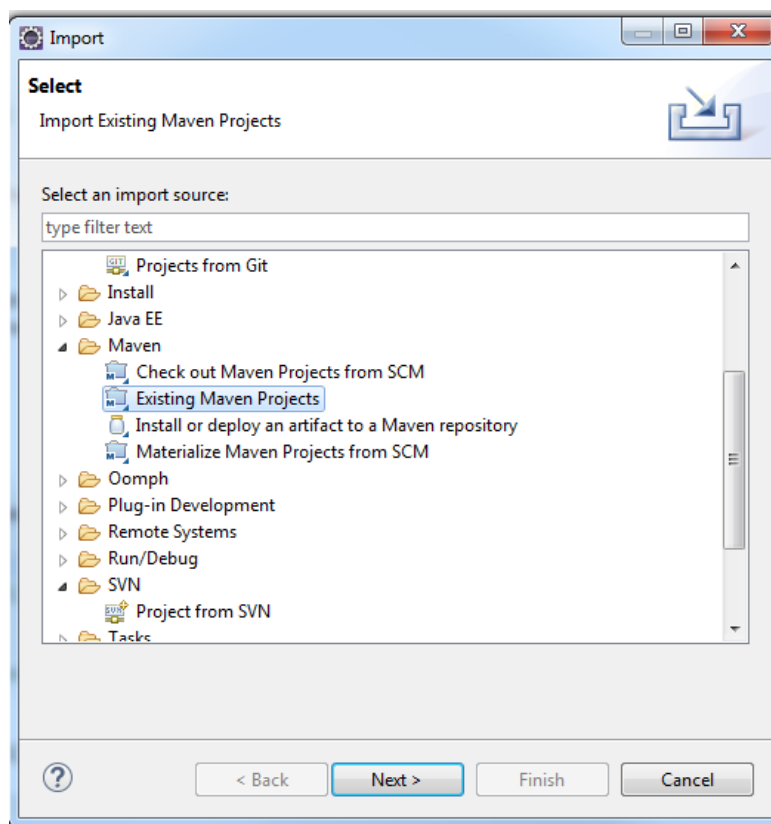 Import
Select
Import Existing Maven Projects
Select an import source:
type filter text
GIT
Projects from Git
Install
Java EE
Maven
M
Check out Maven Projects from SCM
M
Existing Maven Projects
Install or deploy an artifact to a Maven repository
M
Materialize Maven Projects from SCM
Oomph
Plug-in Development
Remote Systems
Run/Debug
SVN
SVN
Project from SVN
Tasks
? < Back Next > Finish Cancel